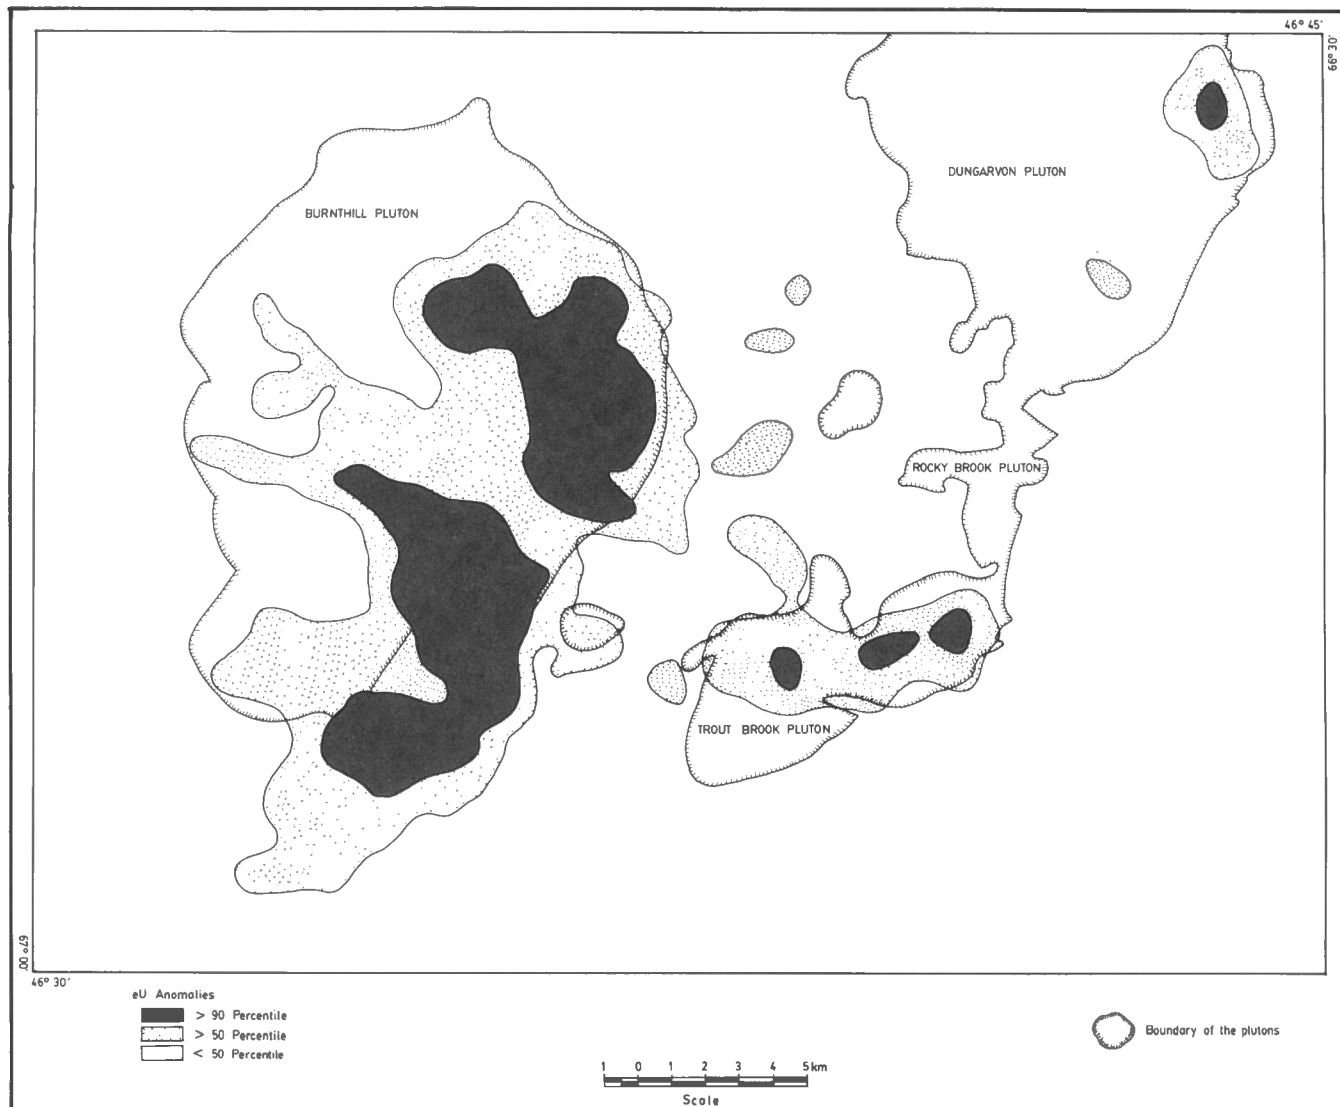 46° 45'
66° 30'
DUNGARVON PLUTON
BURNTHILL PLUTON
ROCKY BROOK PLUTON
TROUT BROOK PLUTON
67° 00'
46° 30'
eU Anomalies
> 90 Percentile
> 50 Percentile
< 50 Percentile
Boundary of the plutons
1 0 1 2 3 4 5 km
Scale